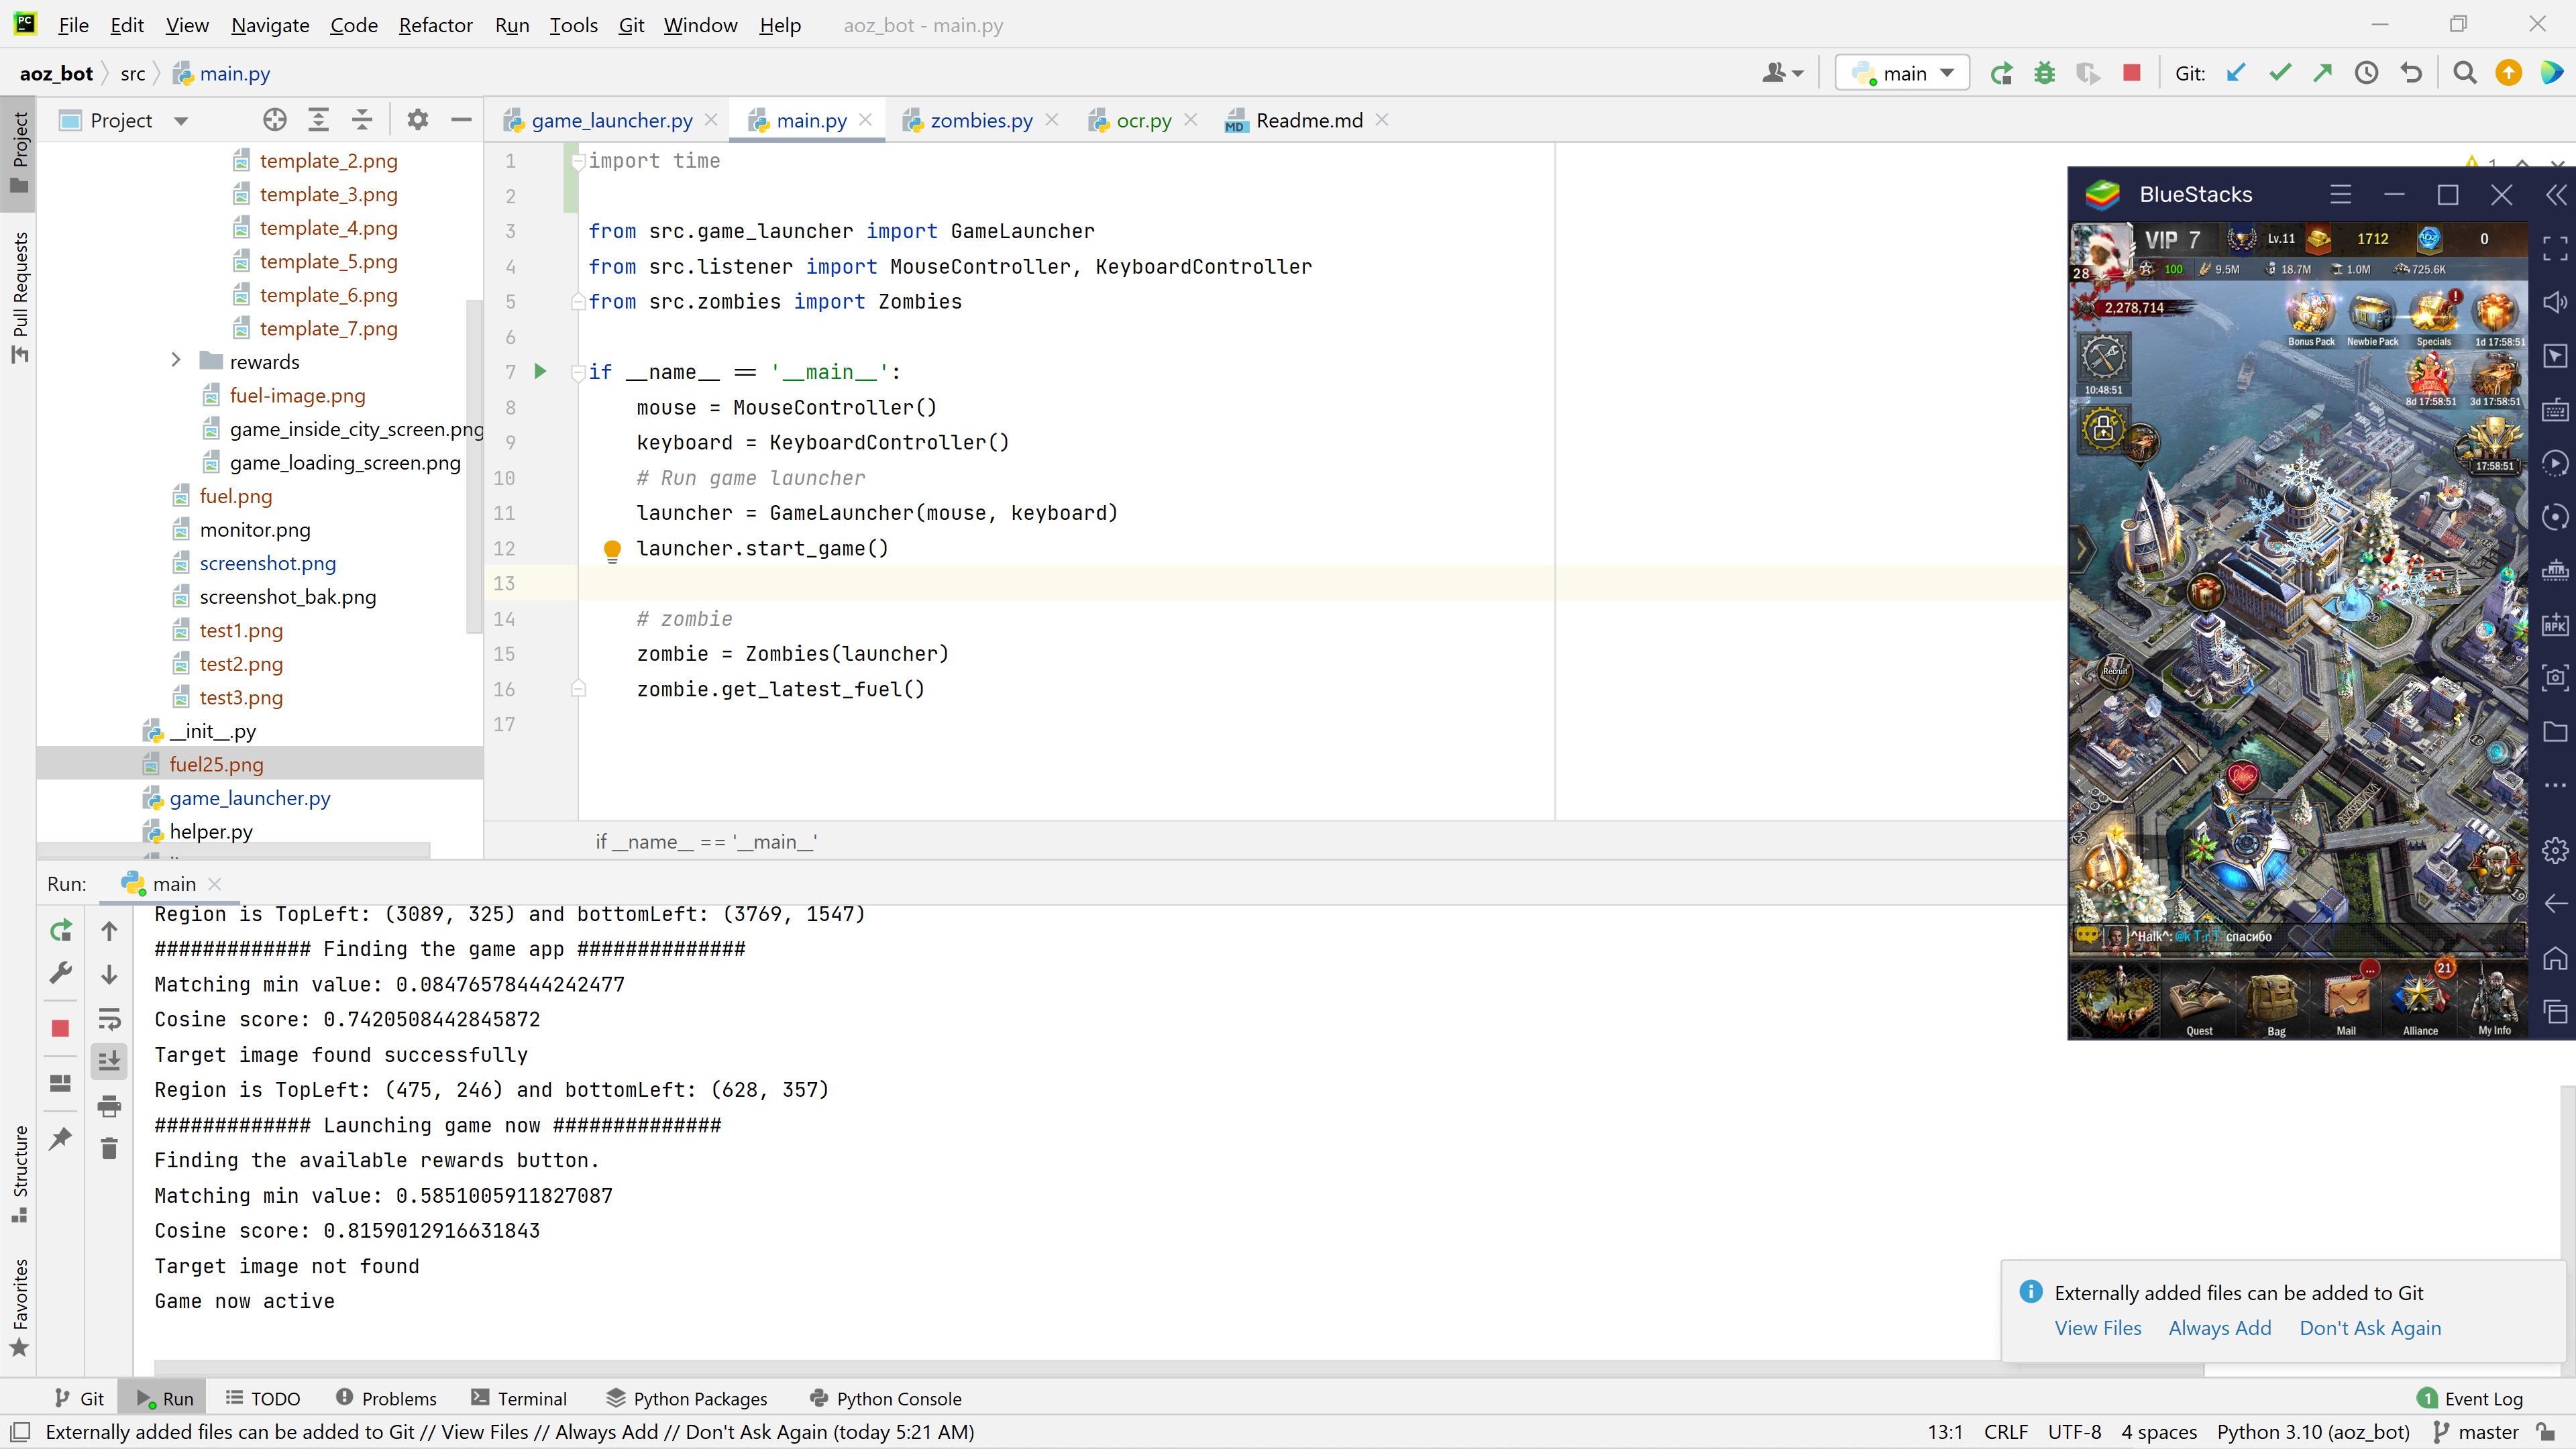 File Edit View Navigate Code Refactor Run Tools Git Window Help aoz_bot - main.py
aoz_bot src main.py main Git:
Project
game_launcher.py main.py zombies.py ocr.py Readme.md
Project
Pull Requests
Structure
Favorites
template_2.png
template_3.png
template_4.png
template_5.png
template_6.png
template_7.png
rewards
fuel-image.png
game_inside_city_screen.png
game_loading_screen.png
fuel.png
monitor.png
screenshot.png
screenshot_bak.png
test1.png
test2.png
test3.png
__init__.py
fuel25.png
game_launcher.py
helper.py
1 import time
2
3 from src.game_launcher import GameLauncher
4 from src.listener import MouseController, KeyboardController
5 from src.zombies import Zombies
6
7 if __name__ == '__main__':
8 mouse = MouseController()
9 keyboard = KeyboardController()
10 # Run game launcher
11 launcher = GameLauncher(mouse, keyboard)
12 launcher.start_game()
13
14 # zombie
15 zombie = Zombies(launcher)
16 zombie.get_latest_fuel()
17
if __name__ == '__main__'
BlueStacks
VIP 7 Lv.11 1712 0
28 100 9.5M 18.7M 1.0M 725.6K
2,278,714
Bonus Pack Newbie Pack Specials 1d 17:58:51
10:48:51
8d 17:58:51 3d 17:58:51
17:58:51
Recruit
love
APK
^Halk^: @kT:rT спасибо
21
Quest Bag Mail Alliance My Info
Run: main
Region is TopLeft: (3089, 325) and bottomLeft: (3769, 1547)
############# Finding the game app ##############
Matching min value: 0.08476578444242477
Cosine score: 0.7420508442845872
Target image found successfully
Region is TopLeft: (475, 246) and bottomLeft: (628, 357)
############# Launching game now ##############
Finding the available rewards button.
Matching min value: 0.5851005911827087
Cosine score: 0.8159012916631843
Target image not found
Game now active
Externally added files can be added to Git
View Files Always Add Don't Ask Again
Git Run TODO Problems Terminal Python Packages Python Console 1 Event Log
Externally added files can be added to Git // View Files // Always Add // Don't Ask Again (today 5:21 AM) 13:1 CRLF UTF-8 4 spaces Python 3.10 (aoz_bot) master